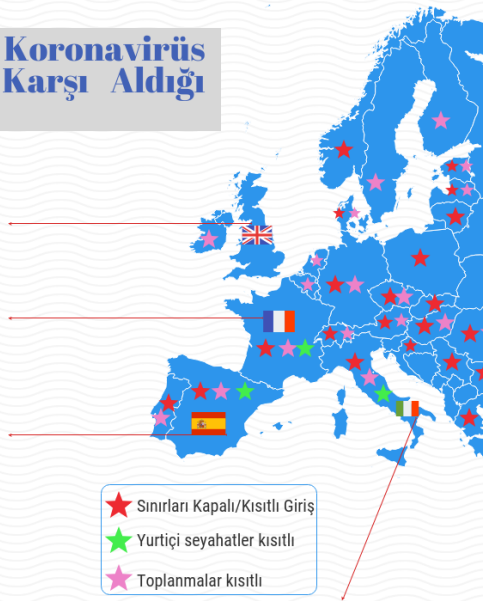 Koronavirüs
Karşı Aldığı
Sınırları Kapalı/Kısıtlı Giriş
Yurtiçi seyahatler kısıtlı
Toplanmalar kısıtlı